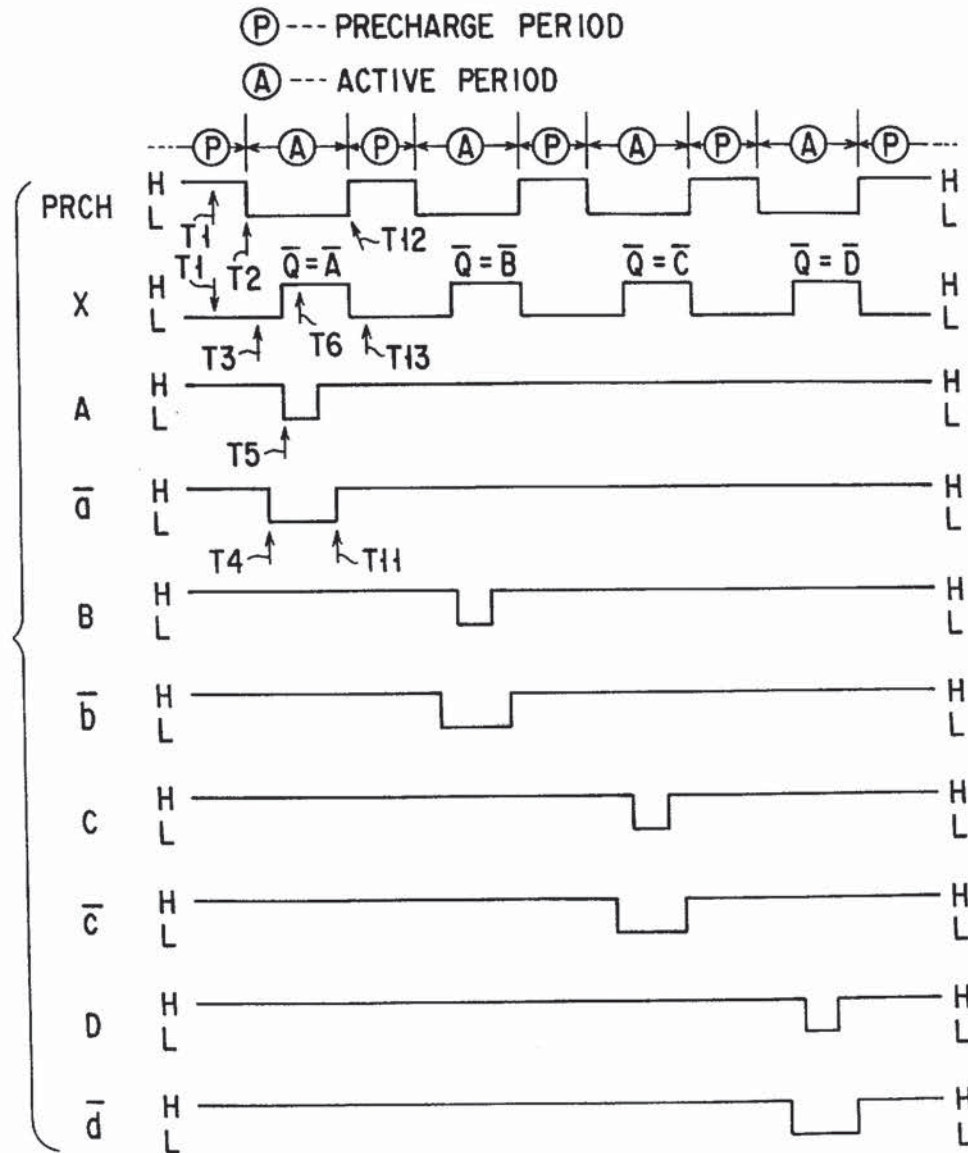 Ⓟ --- PRECHARGE PERIOD
Ⓐ --- ACTIVE PERIOD
Ⓟ Ⓐ Ⓟ Ⓐ Ⓟ Ⓐ Ⓟ Ⓐ Ⓟ
PRCH H L H L
T1 T2 T12
T1 Q̅=A̅ Q̅=B̅ Q̅=C̅ Q̅=D̅
X H L H L
T3 T6 T13
A H L H L
T5
a̅ H L H L
T4 T11
B H L H L
b̅ H L H L
C H L H L
c̅ H L H L
D H L H L
d̅ H L H L